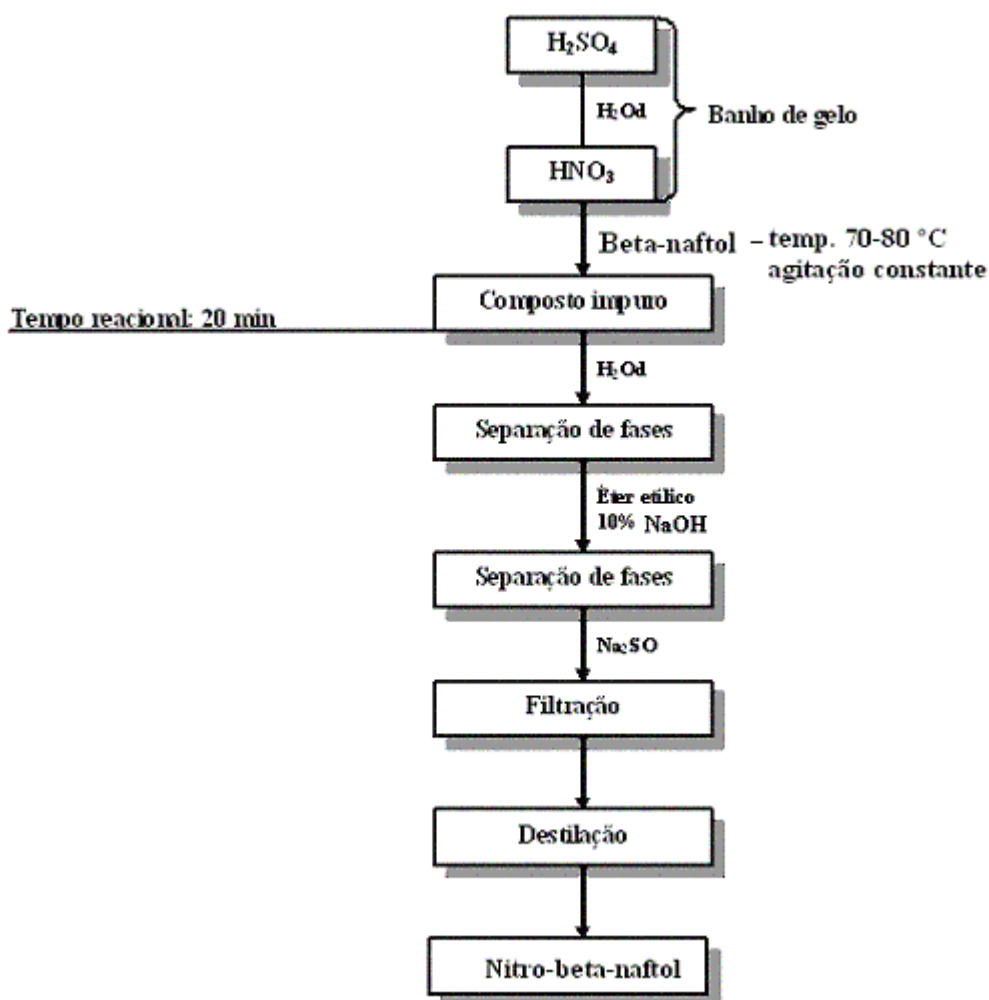 H₂SO₄
H₂Od
Banho de gelo
HNO₃
Beta-naftol – temp. 70-80 °C
agitação constante
Composto impuro
Tempo reacional: 20 min
H₂Od
Separação de fases
Éter etílico
10% NaOH
Separação de fases
Na₂SO
Filtração
Destilação
Nitro-beta-naftol